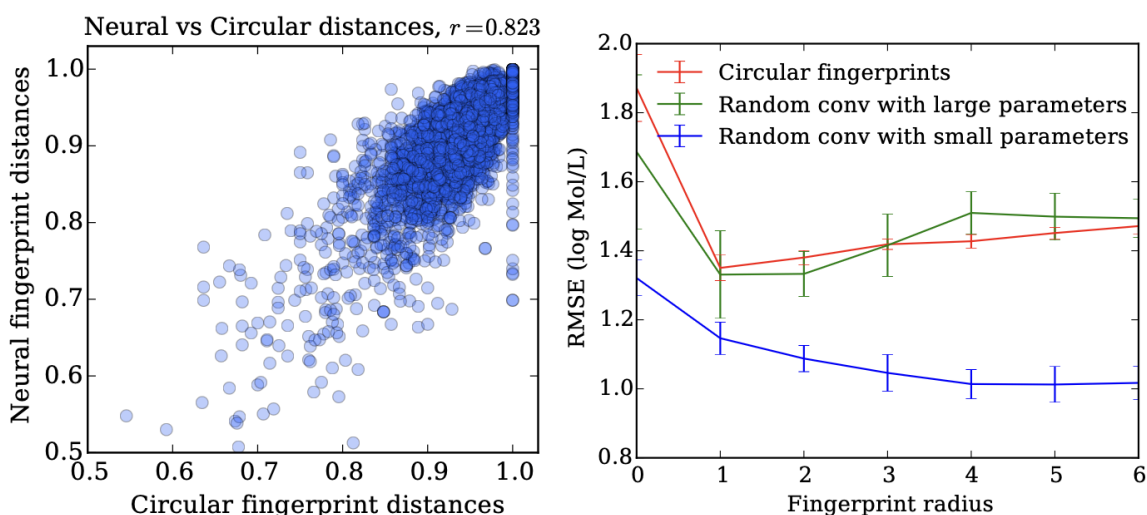 Neural vs Circular distances, r=0.823
Neural fingerprint distances
1.0
0.9
0.8
0.7
0.6
0.5
0.5 0.6 0.7 0.8 0.9 1.0
Circular fingerprint distances
RMSE (log Mol/L)
2.0
1.8
1.6
1.4
1.2
1.0
0.8
Circular fingerprints
Random conv with large parameters
Random conv with small parameters
0 1 2 3 4 5 6
Fingerprint radius